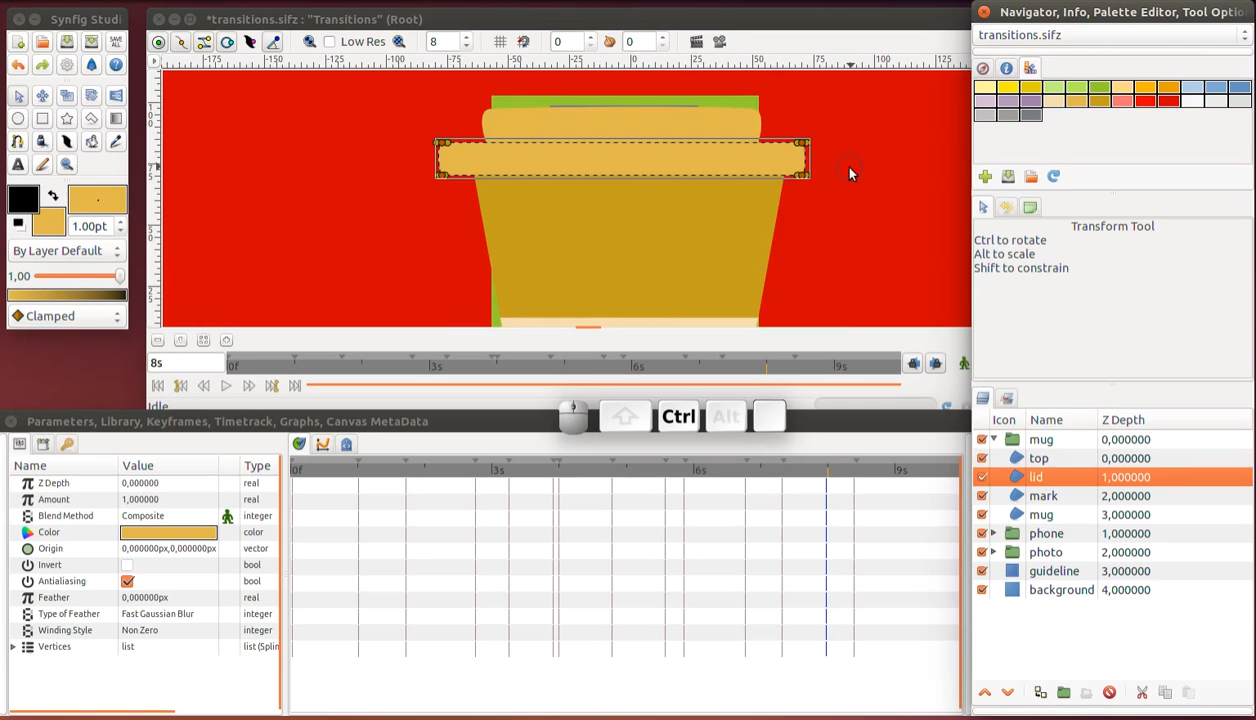 Synfig Studi
*transitions.sifz : "Transitions" (Root)
Navigator, Info, Palette Editor, Tool Optio
transitions.sifz
SAVE ALL
Low Res
8
0
0
-175
-150
-125
-100
-75
-50
-25
0
25
50
75
100
125
1.00pt
By Layer Default
1,00
Clamped
Transform Tool
Ctrl to rotate
Alt to scale
Shift to constrain
8s
0f
3s
6s
9s
Idle
Ctrl
Alt
Parameters, Library, Keyframes, Timetrack, Graphs, Canvas MetaData
Name Value Type
0f 3s 6s 9s
Z Depth 0,000000 real
Amount 1,000000 real
Blend Method Composite integer
Color color
Origin 0,000000px,0,000000px vector
Invert bool
Antialiasing bool
Feather 0,000000px real
Type of Feather Fast Gaussian Blur integer
Winding Style Non Zero integer
Vertices list list (Splin
Icon Name Z Depth
mug 0,000000
top 0,000000
lid 1,000000
mark 2,000000
mug 3,000000
phone 1,000000
photo 2,000000
guideline 3,000000
background 4,000000